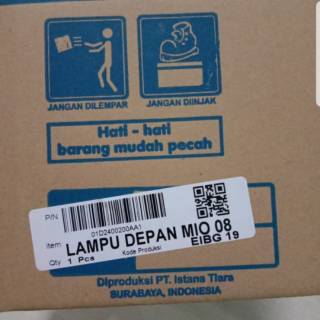 JANGAN DILEMPAR JANGAN DIINJAK
Hati - hati
barang mudah pecah
P/N
01D2400200AA1
Item LAMPU DEPAN MIO 08
Kode Produksi EIBG 19
Qty 1 Pcs
Diproduksi PT. Istana Tiara
SURABAYA, INDONESIA